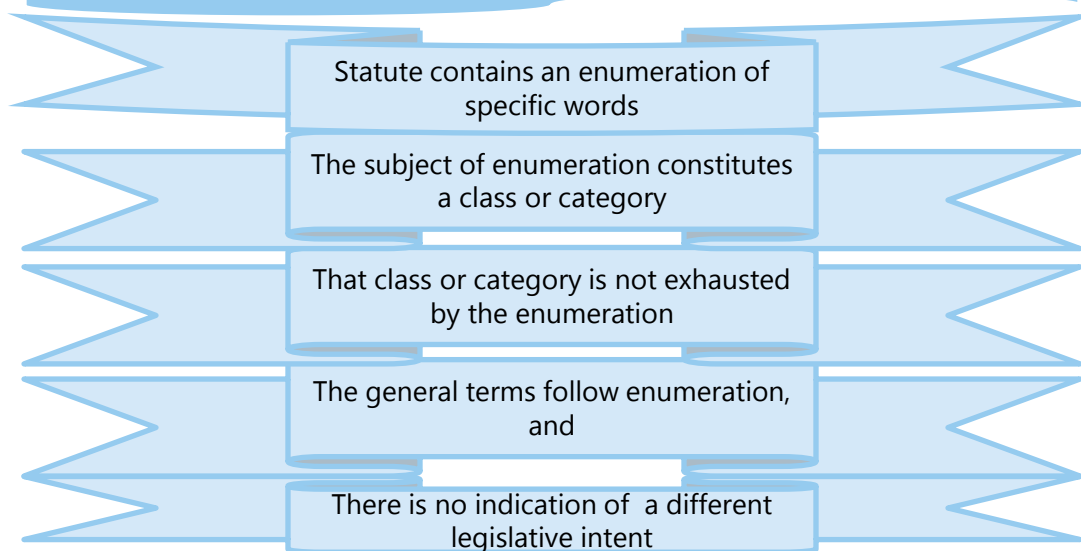 Statute contains an enumeration of
specific words
The subject of enumeration constitutes
a class or category
That class or category is not exhausted
by the enumeration
The general terms follow enumeration,
and
There is no indication of  a different
legislative intent